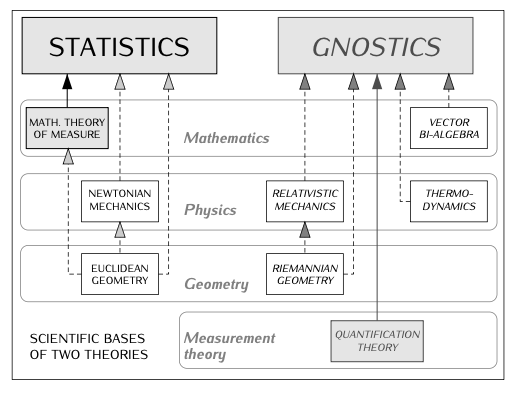 STATISTICS
GNOSTICS
MATH. THEORY
OF MEASURE
Mathematics
VECTOR
BI-ALGEBRA
NEWTONIAN
MECHANICS
Physics
RELATIVISTIC
MECHANICS
THERMO-
DYNAMICS
EUCLIDEAN
GEOMETRY
Geometry
RIEMANNIAN
GEOMETRY
SCIENTIFIC BASES
OF TWO THEORIES
Measurement
theory
QUANTIFICATION
THEORY